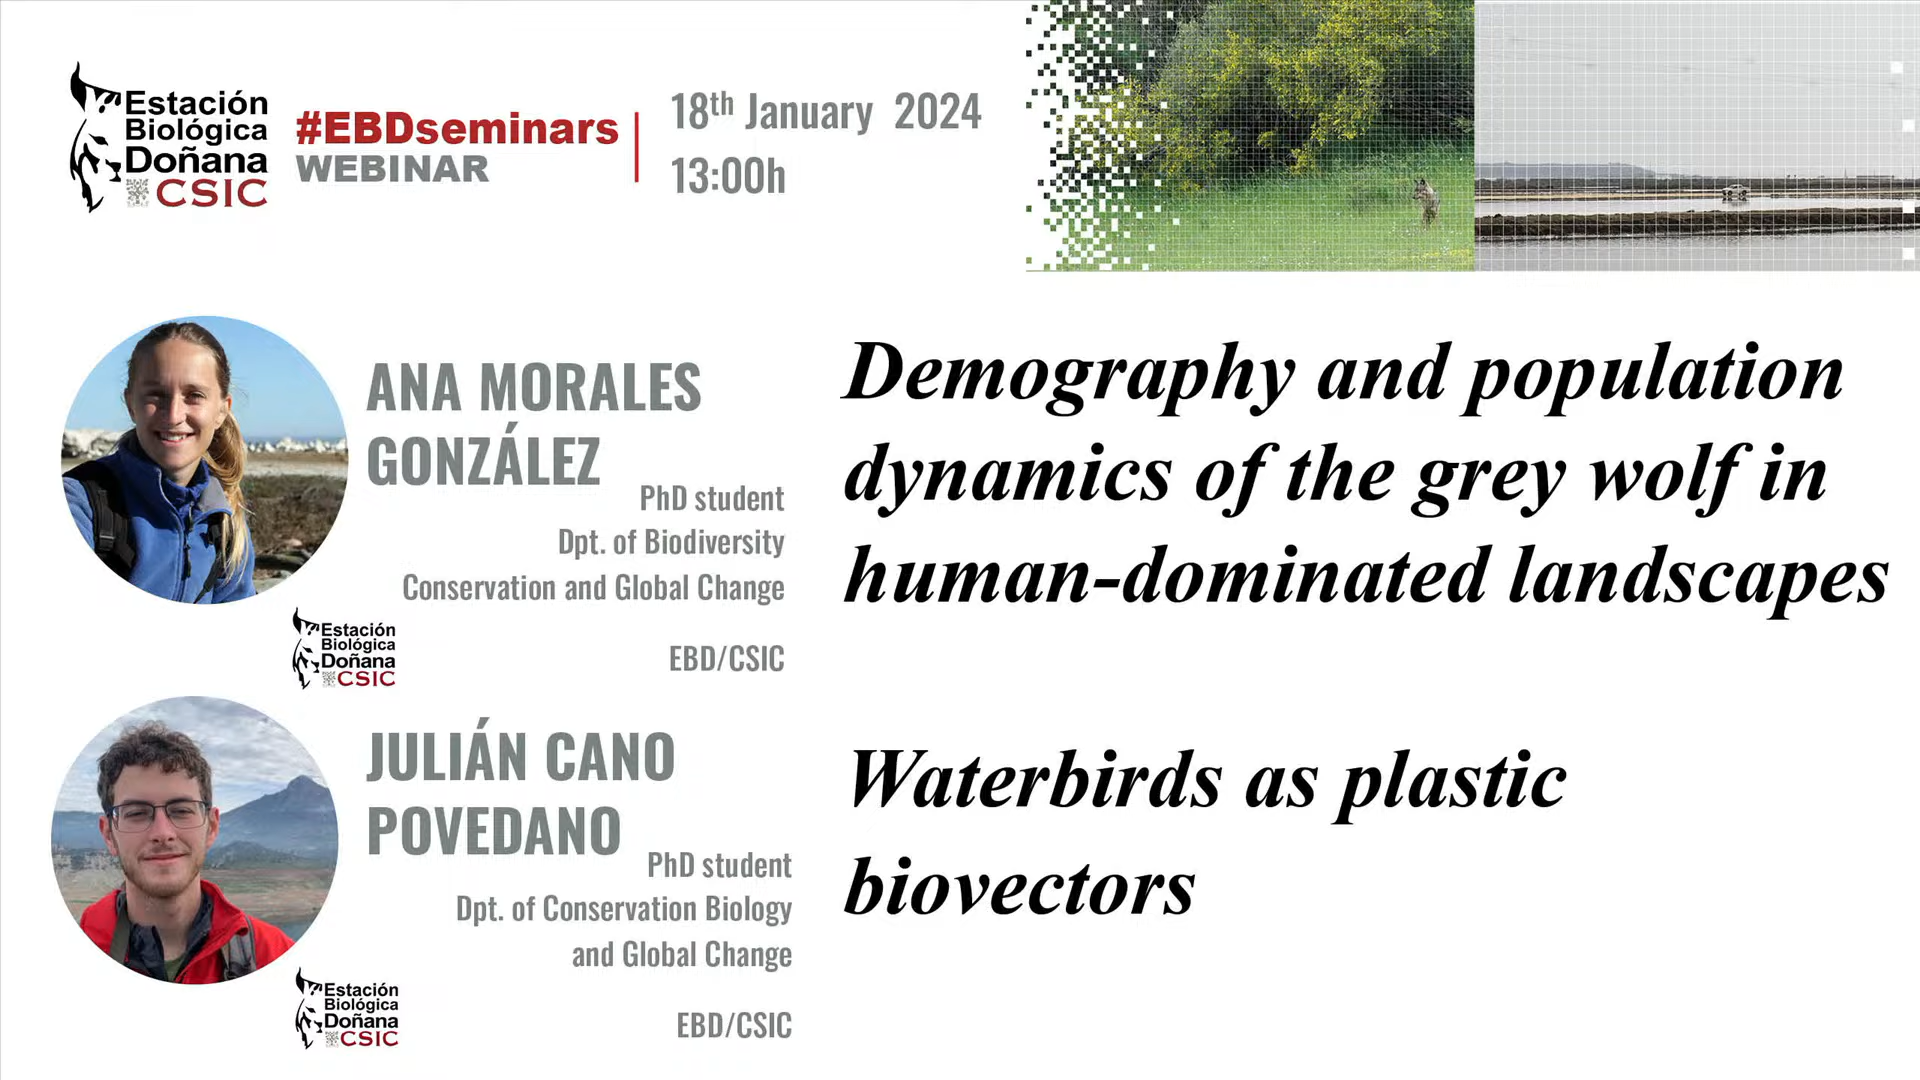 Estación
Biológica
Doñana
CSIC
#EBDseminars
WEBINAR
18th January 2024
13:00h
ANA MORALES
GONZÁLEZ
PhD student
Dpt. of Biodiversity
Conservation and Global Change
EBD/CSIC
Estación
Biológica
Doñana
CSIC
Demography and population
dynamics of the grey wolf in
human-dominated landscapes
JULIÁN CANO
POVEDANO
PhD student
Dpt. of Conservation Biology
and Global Change
EBD/CSIC
Estación
Biológica
Doñana
CSIC
Waterbirds as plastic
biovectors